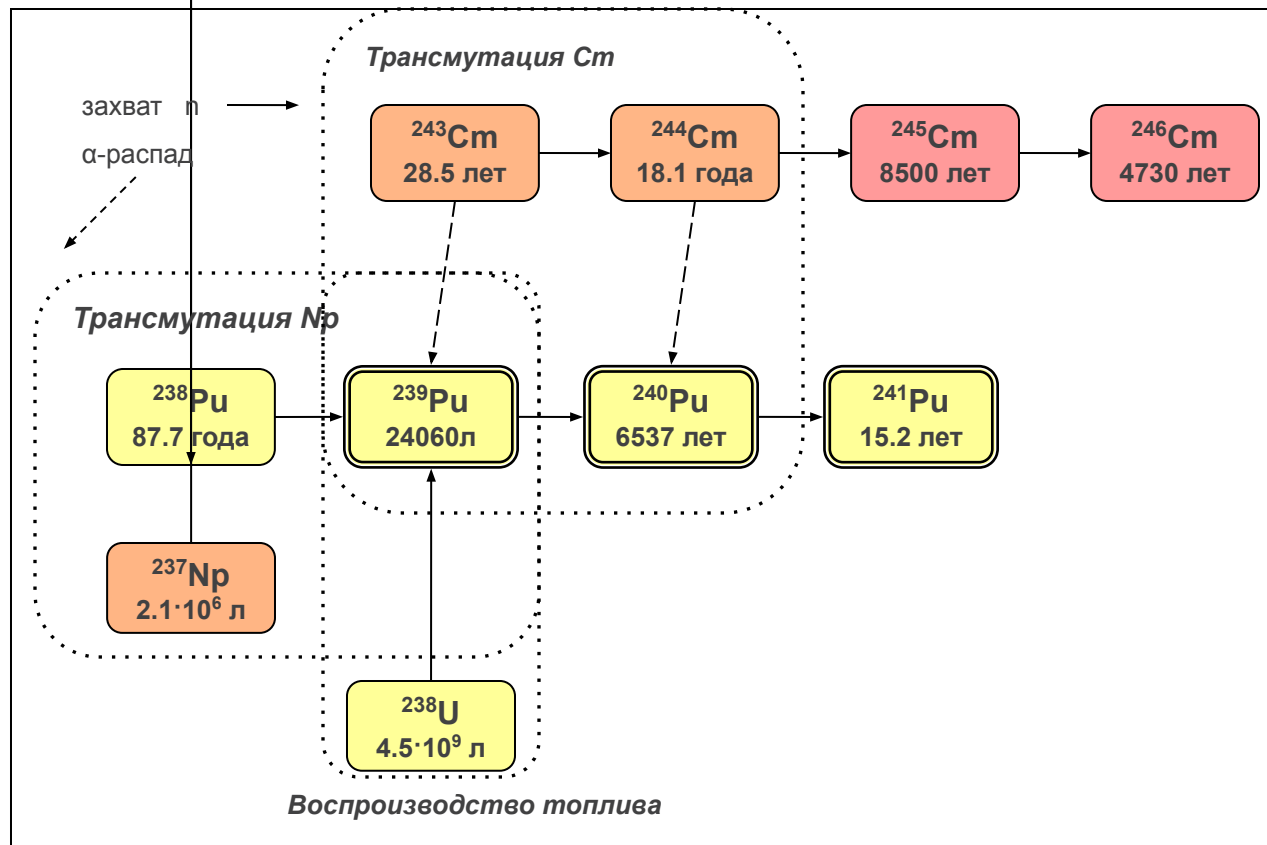 Трансмутация Cm
захват n
α-распад
²⁴³Cm
28.5 лет
²⁴⁴Cm
18.1 года
²⁴⁵Cm
8500 лет
²⁴⁶Cm
4730 лет
Трансмутация Np
²³⁸Pu
87.7 года
²³⁹Pu
24060л
²⁴⁰Pu
6537 лет
²⁴¹Pu
15.2 лет
²³⁷Np
2.1·10⁶ л
²³⁸U
4.5·10⁹ л
Воспроизводство топлива